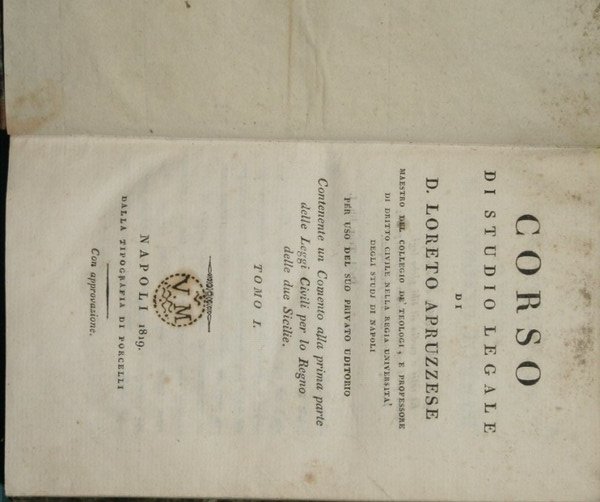 CORSO
DI STUDIO LEGALE
DI
D. LORETO APRUZZESE
MAESTRO DEL COLLEGIO DE' TEOLOGI, E PROFESSORE
DI DRITTO CIVILE NELLA REGIA UNIVERSITA'
DEGLI STUDJ DI NAPOLI
PER USO DEL SUO PRIVATO UDITORIO
Contenente un Comento alla prima parte
delle Leggi Civili per lo Regno
delle due Sicilie.
TOMO I.
VM
NAPOLI 1819.
DALLA TIPOGRAFIA DI PORCELLI
Con approvazione.